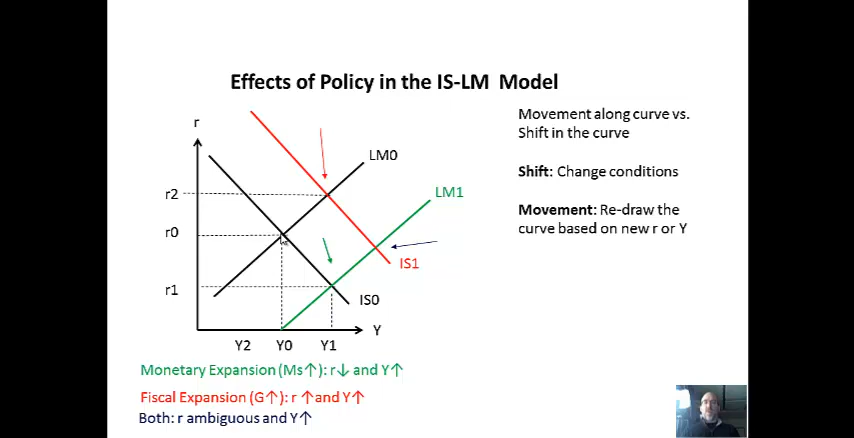 Effects of Policy in the IS-LM Model
Movement along curve vs.
Shift in the curve
Shift: Change conditions
Movement: Re-draw the
curve based on new r or Y
r
LM0
r2
LM1
r0
IS1
r1
IS0
Y
Y2 Y0 Y1
Monetary Expansion (Ms↑): r↓ and Y↑
Fiscal Expansion (G↑): r ↑and Y↑
Both: r ambiguous and Y↑